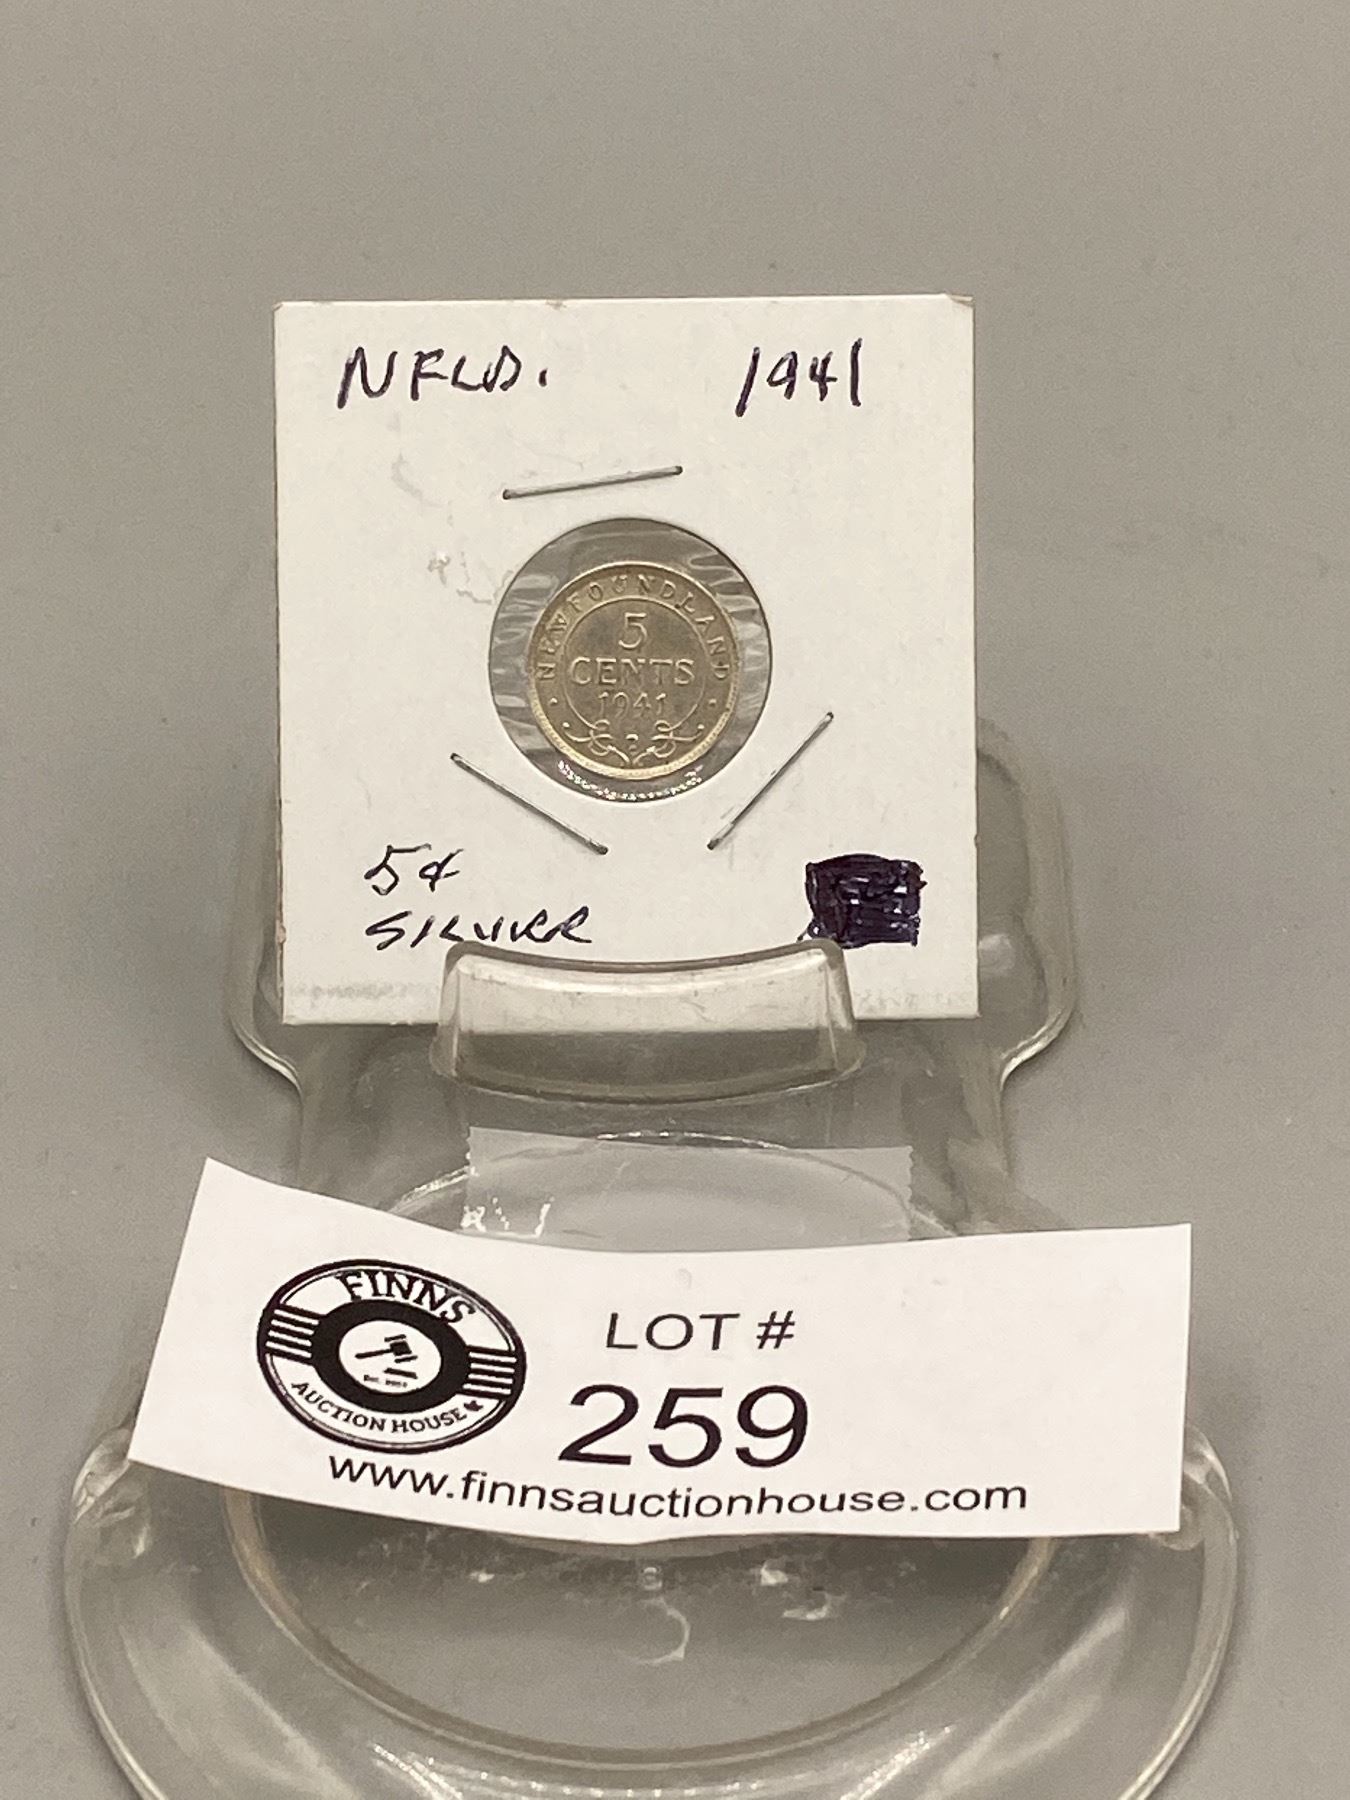 NFLD. 1941
NEWFOUNDLAND
5
CENTS
1941
5¢
SILVER
FINNS
AUCTION HOUSE
LOT #
259
www.finnsauctionhouse.com